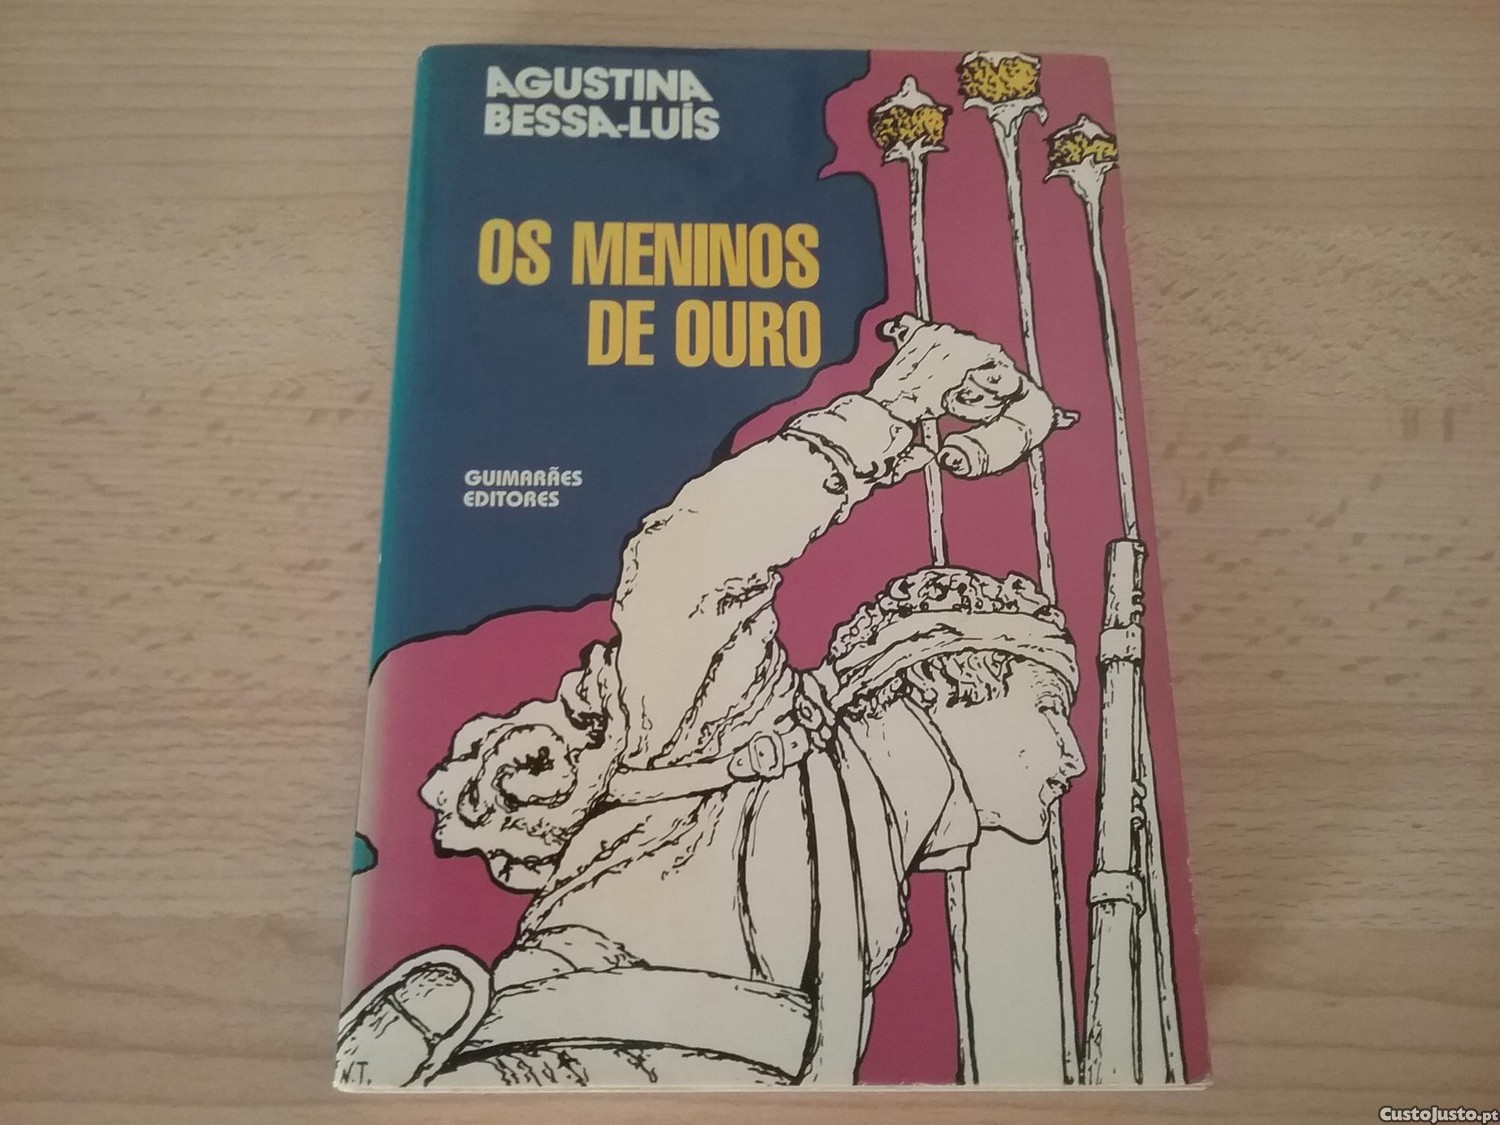 AGUSTINA
BESSA-LUÍS
OS MENINOS
DE OURO
GUIMARÃES
EDITORES
V.T.
CustoJusto.pt